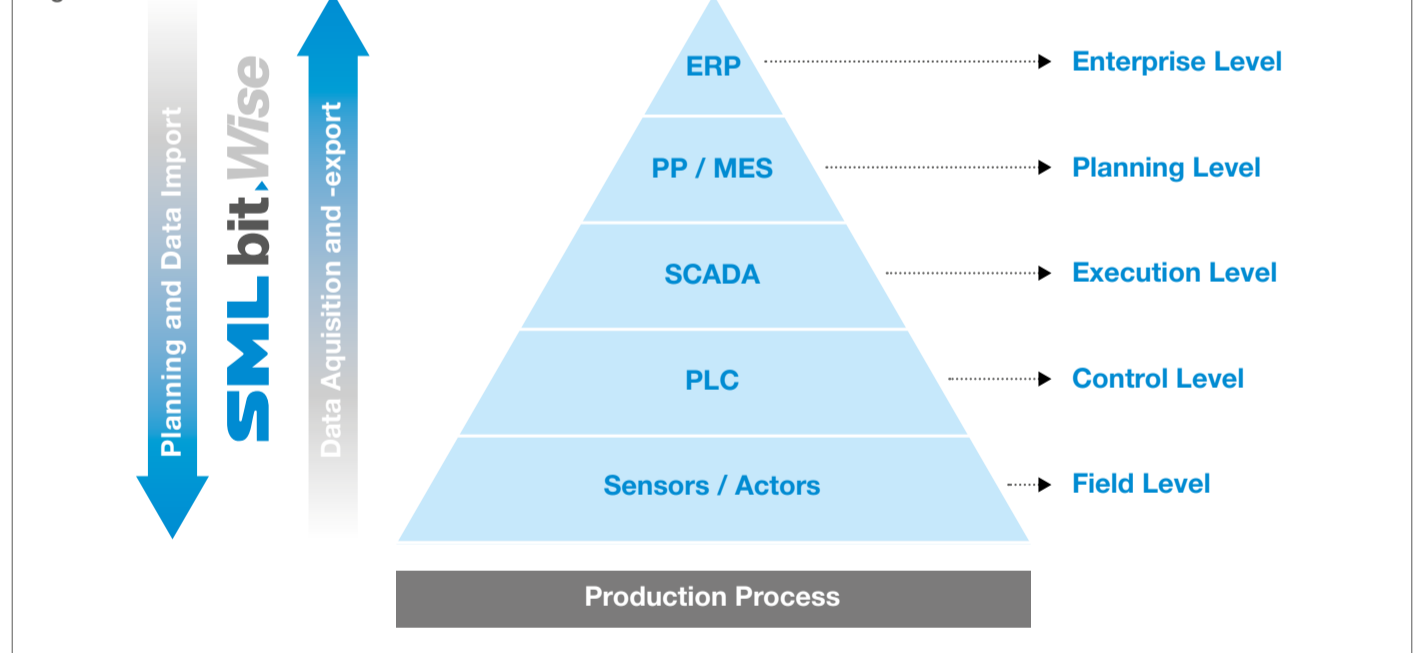 Planning and Data Import
SML bit.Wise
Data Aquisition and -export
ERP
Enterprise Level
PP / MES
Planning Level
SCADA
Execution Level
PLC
Control Level
Sensors / Actors
Field Level
Production Process